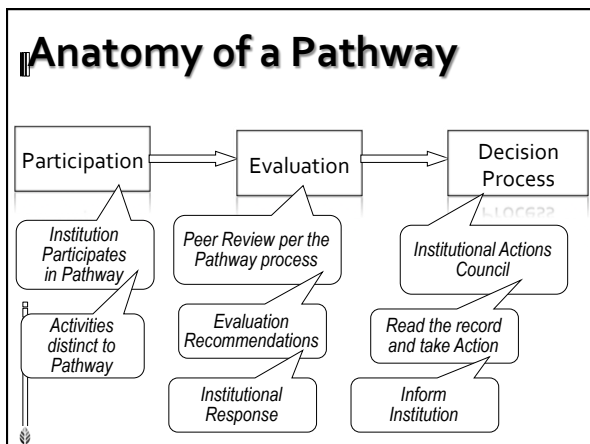 Anatomy of a Pathway
Participation
Evaluation
Decision
Process
Institution
Participates
in Pathway
Activities
distinct to
Pathway
Peer Review per the
Pathway process
Evaluation
Recommendations
Institutional
Response
Institutional Actions
Council
Read the record
and take Action
Inform
Institution